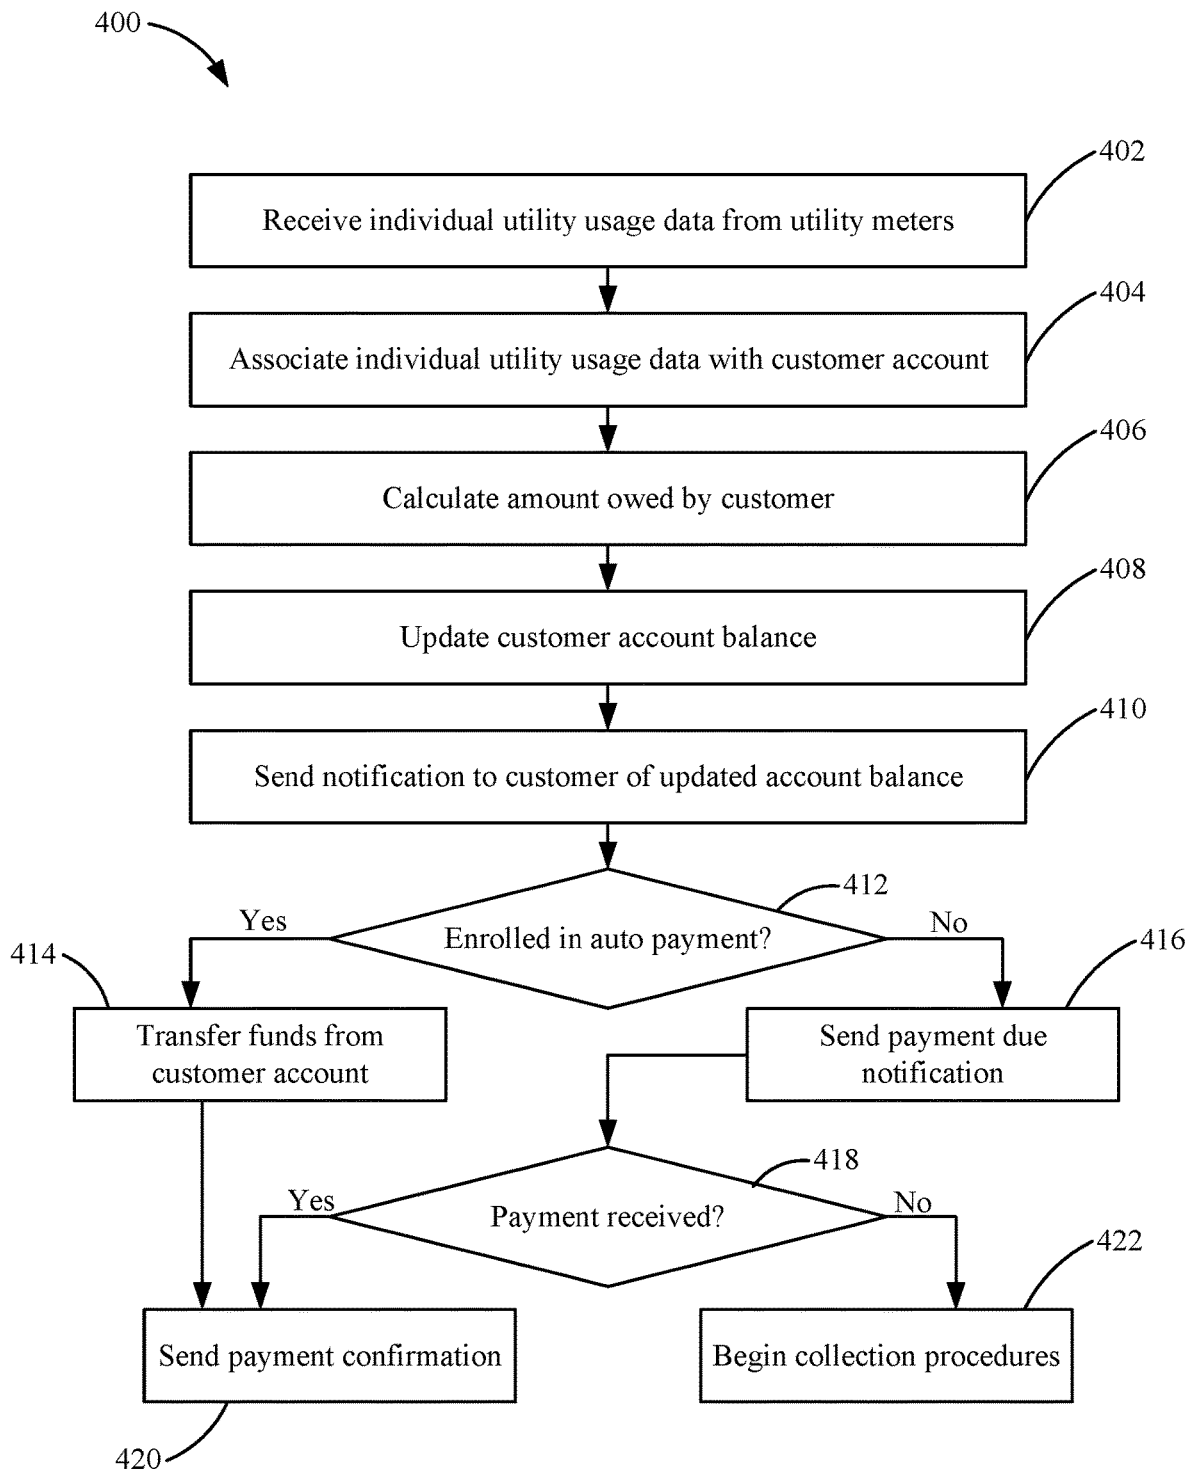 400
402
Receive individual utility usage data from utility meters
404
Associate individual utility usage data with customer account
406
Calculate amount owed by customer
408
Update customer account balance
410
Send notification to customer of updated account balance
412
Yes
Enrolled in auto payment?
No
414
416
Transfer funds from
customer account
Send payment due
notification
418
Yes
Payment received?
No
422
Send payment confirmation
Begin collection procedures
420